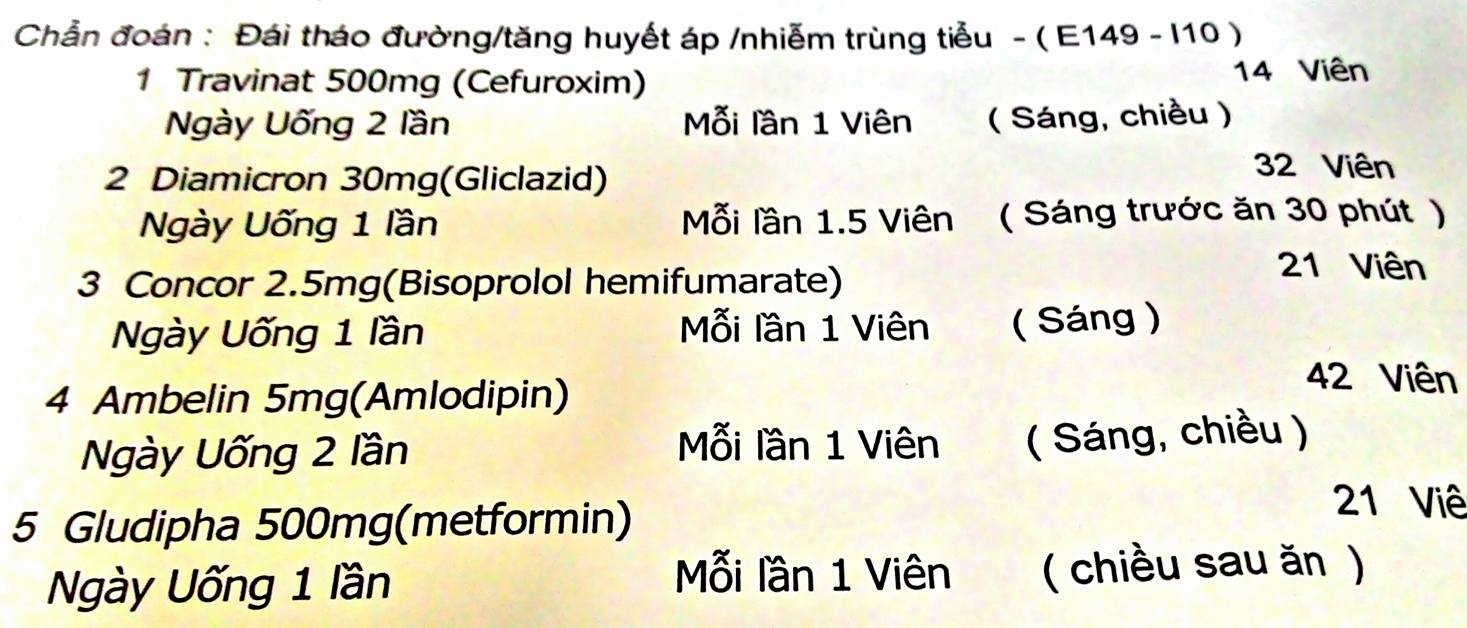 Chẩn đoán : Đái tháo đường/tăng huyết áp /nhiễm trùng tiểu - ( E149 - I10 )
1 Travinat 500mg (Cefuroxim) 14 Viên
Ngày Uống 2 lần Mỗi lần 1 Viên ( Sáng, chiều )
2 Diamicron 30mg(Gliclazid) 32 Viên
Ngày Uống 1 lần Mỗi lần 1.5 Viên ( Sáng trước ăn 30 phút )
3 Concor 2.5mg(Bisoprolol hemifumarate) 21 Viên
Ngày Uống 1 lần Mỗi lần 1 Viên ( Sáng )
4 Ambelin 5mg(Amlodipin) 42 Viên
Ngày Uống 2 lần Mỗi lần 1 Viên ( Sáng, chiều )
5 Gludipha 500mg(metformin) 21 Viê
Ngày Uống 1 lần Mỗi lần 1 Viên ( chiều sau ăn )